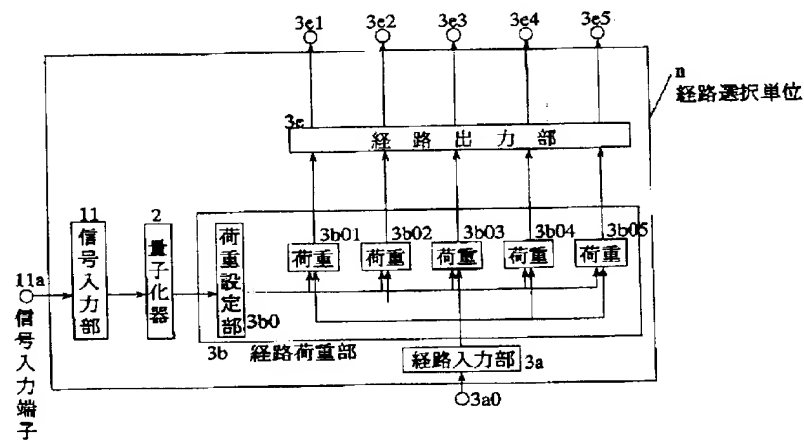 3e1 3e2 3e3 3e4 3e5
n
経路選択単位
3e
経路出力部
11
信号入力部
2
量子化器
荷重設定部
3b0
3b01 3b02 3b03 3b04 3b05
荷重 荷重 荷重 荷重 荷重
11a
信号入力端子
3b 経路荷重部
経路入力部 3a
3a0